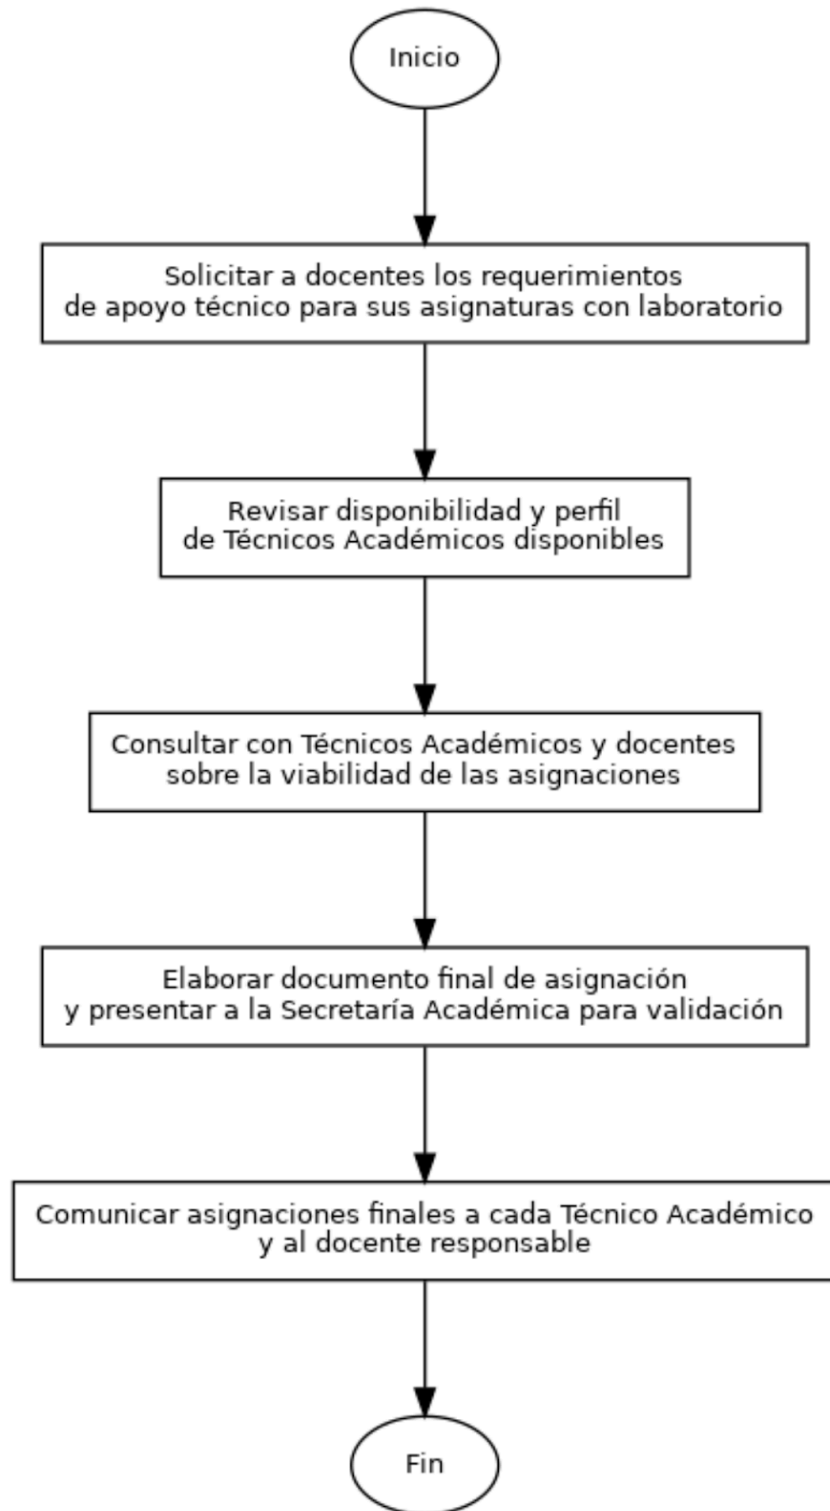 Inicio
Solicitar a docentes los requerimientos
de apoyo técnico para sus asignaturas con laboratorio
Revisar disponibilidad y perfil
de Técnicos Académicos disponibles
Consultar con Técnicos Académicos y docentes
sobre la viabilidad de las asignaciones
Elaborar documento final de asignación
y presentar a la Secretaría Académica para validación
Comunicar asignaciones finales a cada Técnico Académico
y al docente responsable
Fin